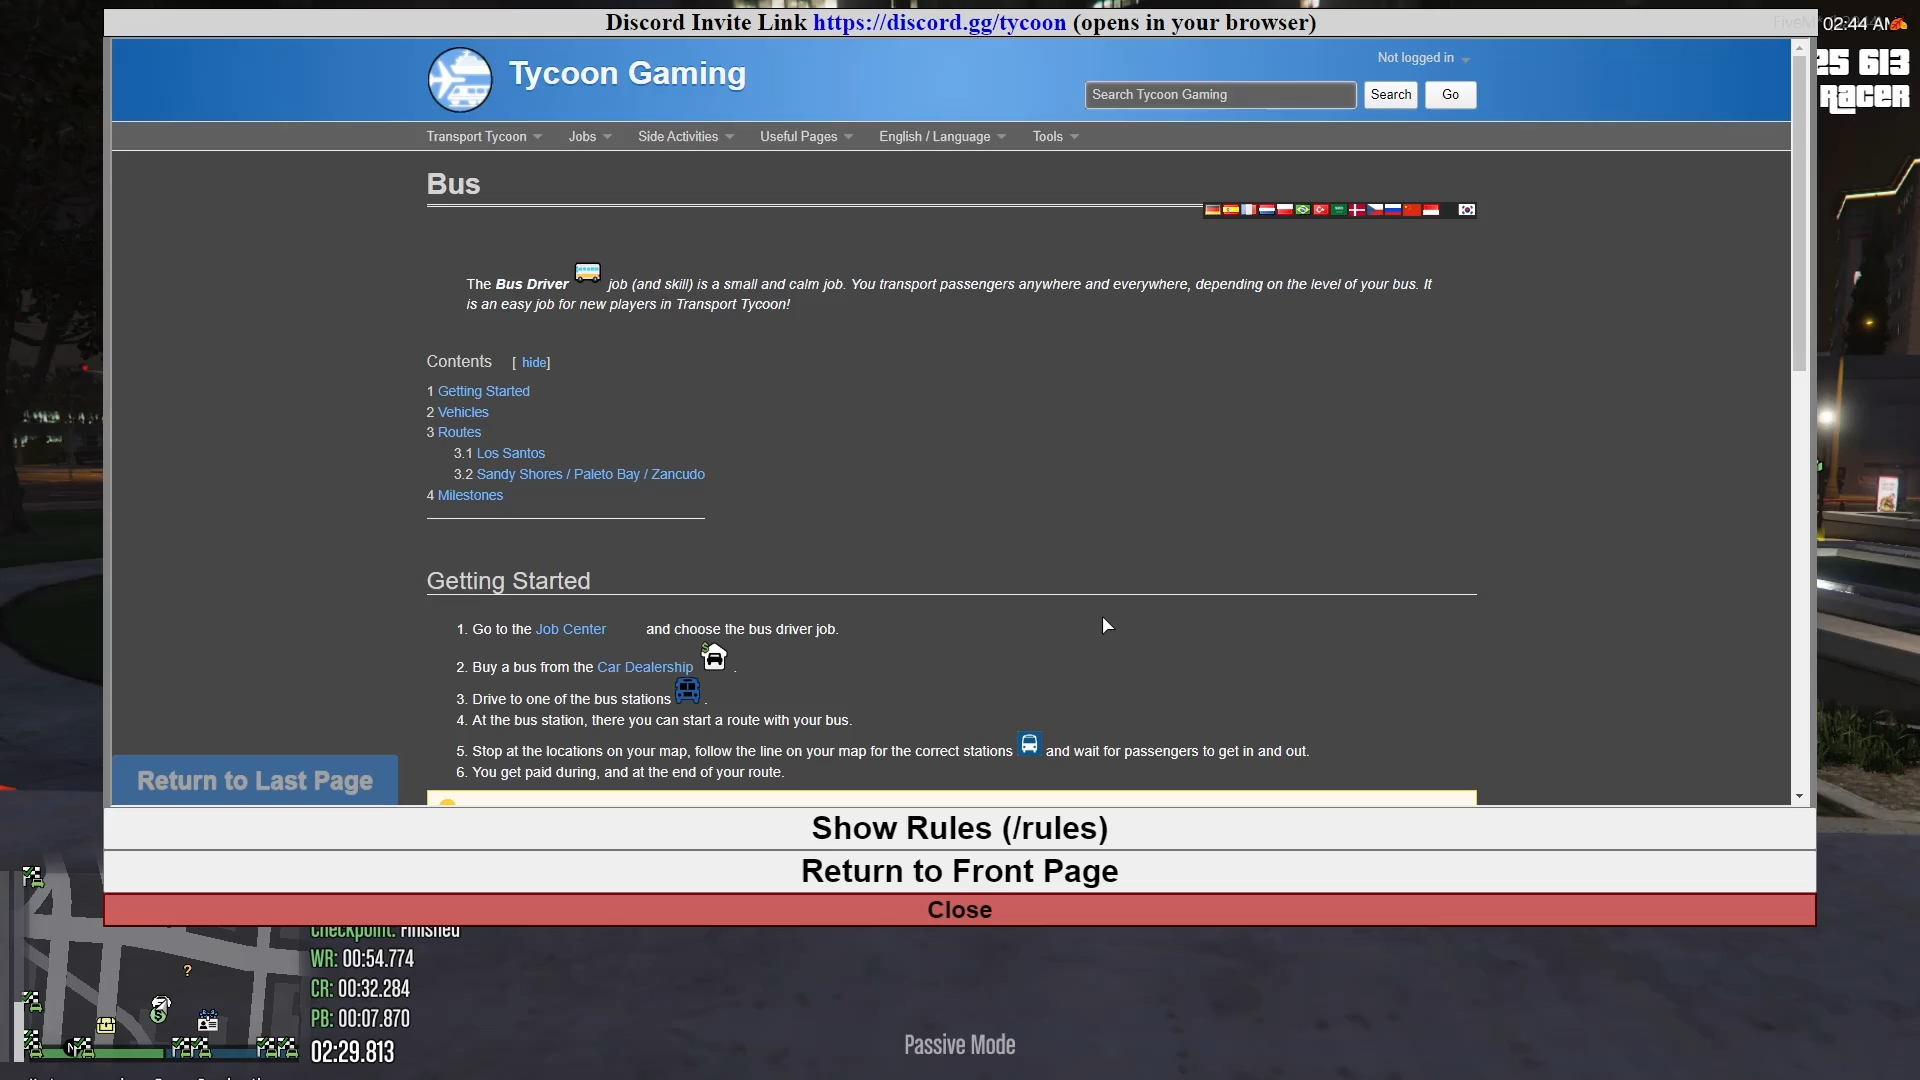 Discord Invite Link https://discord.gg/tycoon (opens in your browser)
02:44 AM
Tycoon Gaming
Not logged in
Search Tycoon Gaming
Search
Go
25 613
RACER
Transport Tycoon
Jobs
Side Activities
Useful Pages
English / Language
Tools
Bus
The Bus Driver job (and skill) is a small and calm job. You transport passengers anywhere and everywhere, depending on the level of your bus. It
is an easy job for new players in Transport Tycoon!
Contents [ hide]
1 Getting Started
2 Vehicles
3 Routes
3.1 Los Santos
3.2 Sandy Shores / Paleto Bay / Zancudo
4 Milestones
Getting Started
1. Go to the Job Center and choose the bus driver job.
2. Buy a bus from the Car Dealership .
3. Drive to one of the bus stations .
4. At the bus station, there you can start a route with your bus.
5. Stop at the locations on your map, follow the line on your map for the correct stations and wait for passengers to get in and out.
6. You get paid during, and at the end of your route.
Return to Last Page
Show Rules (/rules)
Return to Front Page
Close
Checkpoint: Finished
WR: 00:54.774
CR: 00:32.284
PB: 00:07.870
02:29.813
N
Passive Mode